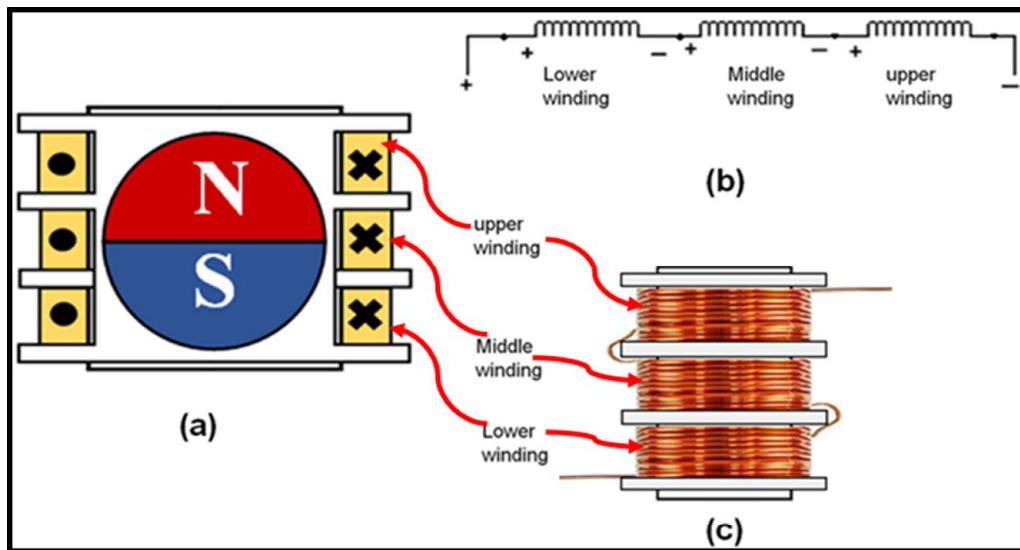 N
S
(a)
+ - + - + -
+ -
Lower
winding
Middle
winding
upper
winding
(b)
upper
winding
Middle
winding
Lower
winding
(c)